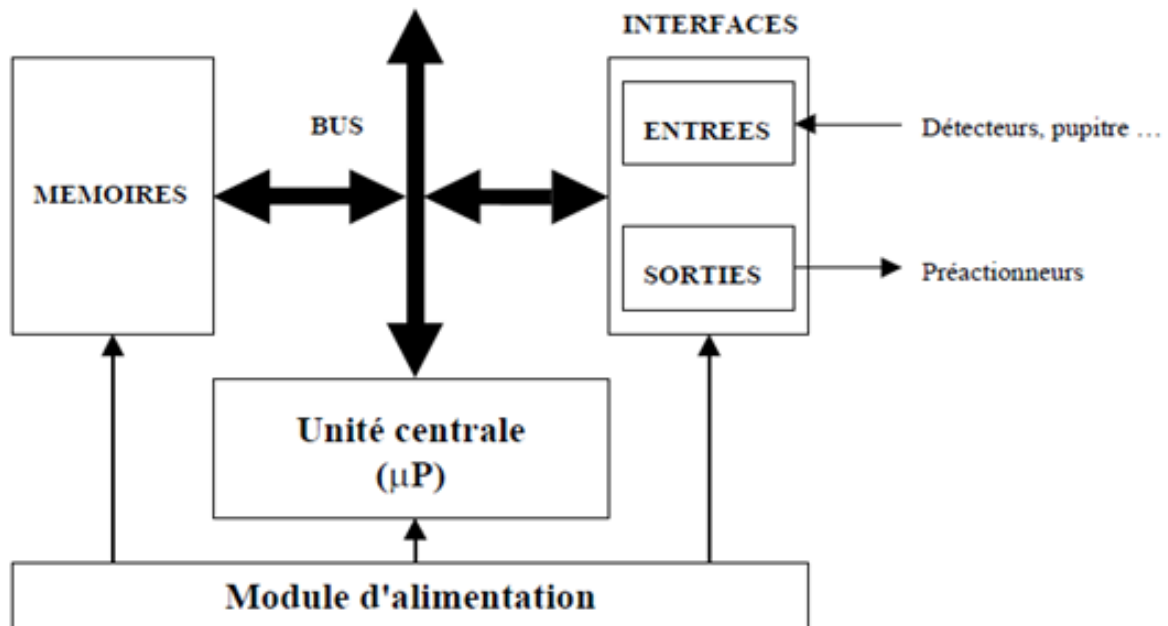 INTERFACES
BUS
MEMOIRES
ENTREES
Détecteurs, pupitre …
SORTIES
Préactionneurs
Unité centrale
(µP)
Module d'alimentation